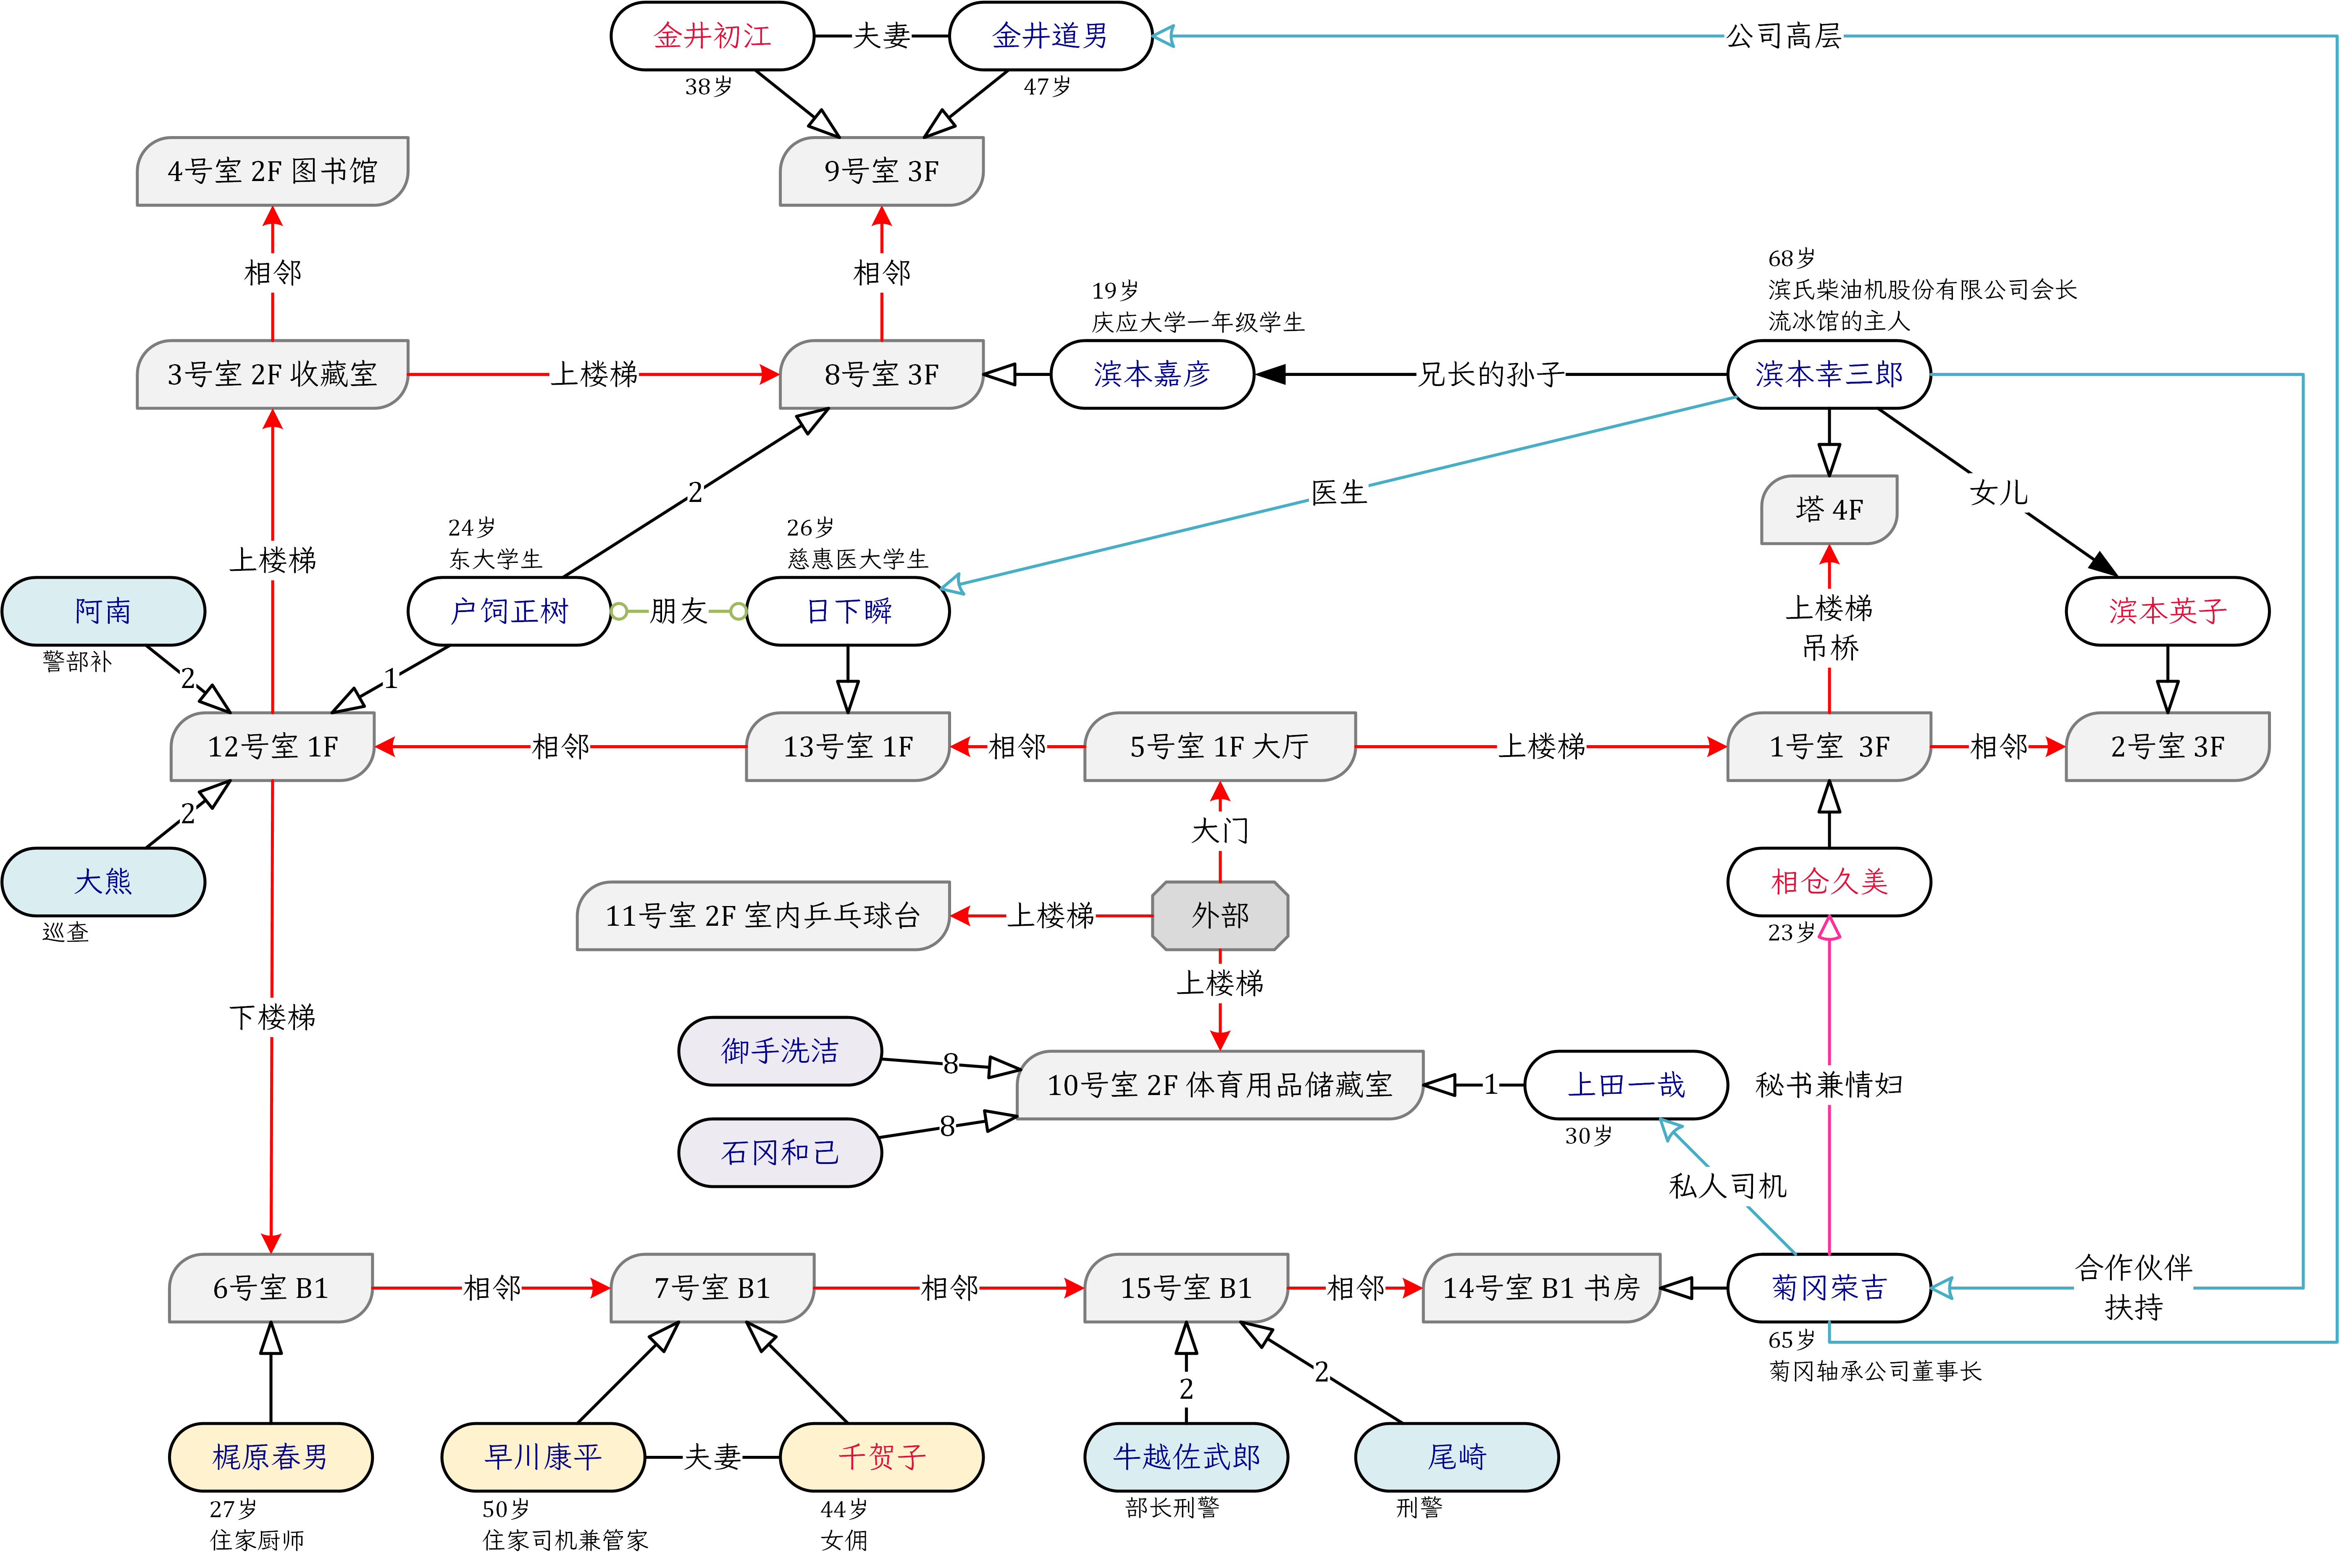 金井初江
夫妻
金井道男
公司高层
38岁
47岁
4号室 2F 图书馆
9号室 3F
相邻
相邻
68岁
滨氏柴油机股份有限公司会长
流冰馆的主人
19岁
庆应大学一年级学生
3号室 2F 收藏室
上楼梯
8号室 3F
滨本嘉彦
兄长的孙子
滨本幸三郎
2
医生
塔 4F
女儿
24岁
东大学生
26岁
慈惠医大学生
上楼梯
阿南
警部补
户饲正树
朋友
日下瞬
上楼梯
吊桥
滨本英子
2
1
12号室 1F
相邻
13号室 1F
相邻
5号室 1F 大厅
上楼梯
1号室 3F
相邻
2号室 3F
2
大门
大熊
巡查
11号室 2F 室内乒乓球台
上楼梯
外部
相仓久美
23岁
上楼梯
下楼梯
御手洗洁
8
10号室 2F 体育用品储藏室
1
上田一哉
30岁
秘书兼情妇
石冈和己
8
私人司机
6号室 B1
相邻
7号室 B1
相邻
15号室 B1
相邻
14号室 B1 书房
菊冈荣吉
合作伙伴
扶持
65岁
菊冈轴承公司董事长
2
2
梶原春男
27岁
住家厨师
早川康平
50岁
住家司机兼管家
夫妻
千贺子
44岁
女佣
牛越佐武郎
部长刑警
尾崎
刑警